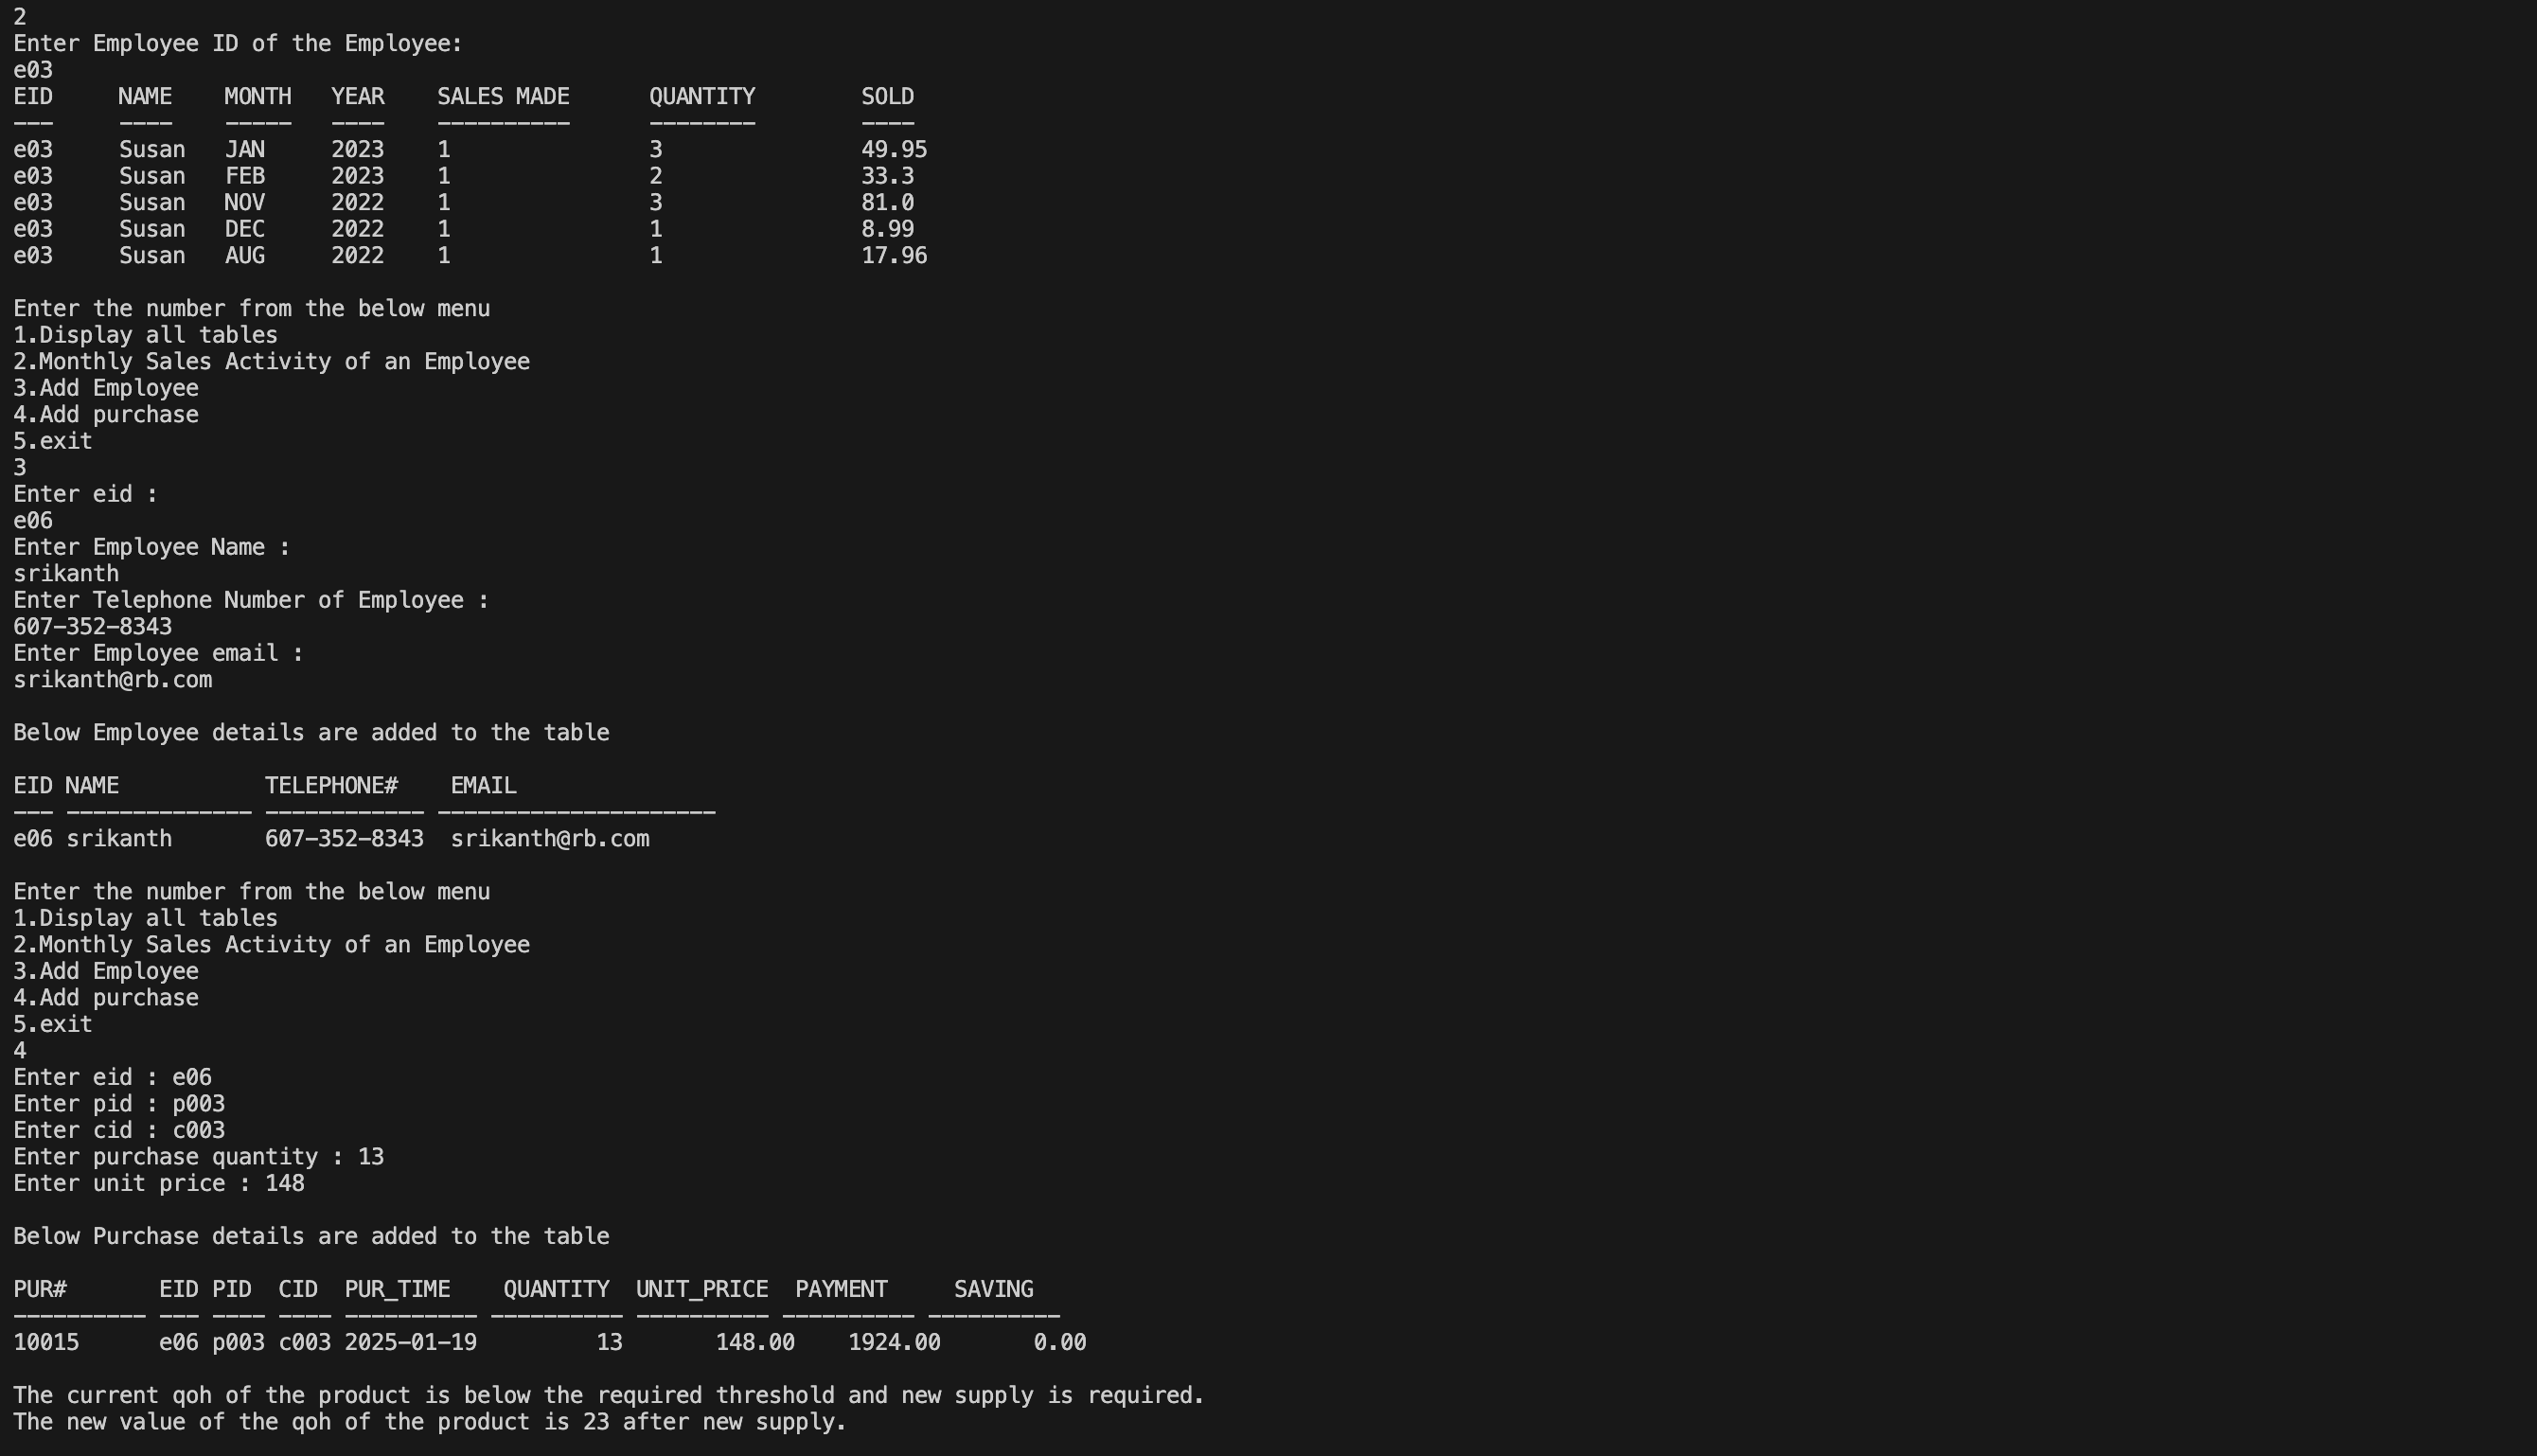 2
Enter Employee ID of the Employee:
e03
EID     NAME    MONTH   YEAR    SALES MADE      QUANTITY        SOLD
---     ----    -----   ----    ----------      --------        ----
e03     Susan   JAN     2023    1               3               49.95
e03     Susan   FEB     2023    1               2               33.3
e03     Susan   NOV     2022    1               3               81.0
e03     Susan   DEC     2022    1               1               8.99
e03     Susan   AUG     2022    1               1               17.96
Enter the number from the below menu
1.Display all tables
2.Monthly Sales Activity of an Employee
3.Add Employee
4.Add purchase
5.exit
3
Enter eid :
e06
Enter Employee Name :
srikanth
Enter Telephone Number of Employee :
607-352-8343
Enter Employee email :
srikanth@rb.com
Below Employee details are added to the table
EID NAME           TELEPHONE#    EMAIL
--- -------------- ------------ ---------------------
e06 srikanth       607-352-8343  srikanth@rb.com
Enter the number from the below menu
1.Display all tables
2.Monthly Sales Activity of an Employee
3.Add Employee
4.Add purchase
5.exit
4
Enter eid : e06
Enter pid : p003
Enter cid : c003
Enter purchase quantity : 13
Enter unit price : 148
Below Purchase details are added to the table
PUR#       EID PID  CID  PUR_TIME    QUANTITY  UNIT_PRICE  PAYMENT     SAVING
---------- --- ---- ---- ---------- ---------- ---------- ---------- ----------
10015      e06 p003 c003 2025-01-19         13       148.00    1924.00       0.00
The current qoh of the product is below the required threshold and new supply is required.
The new value of the qoh of the product is 23 after new supply.